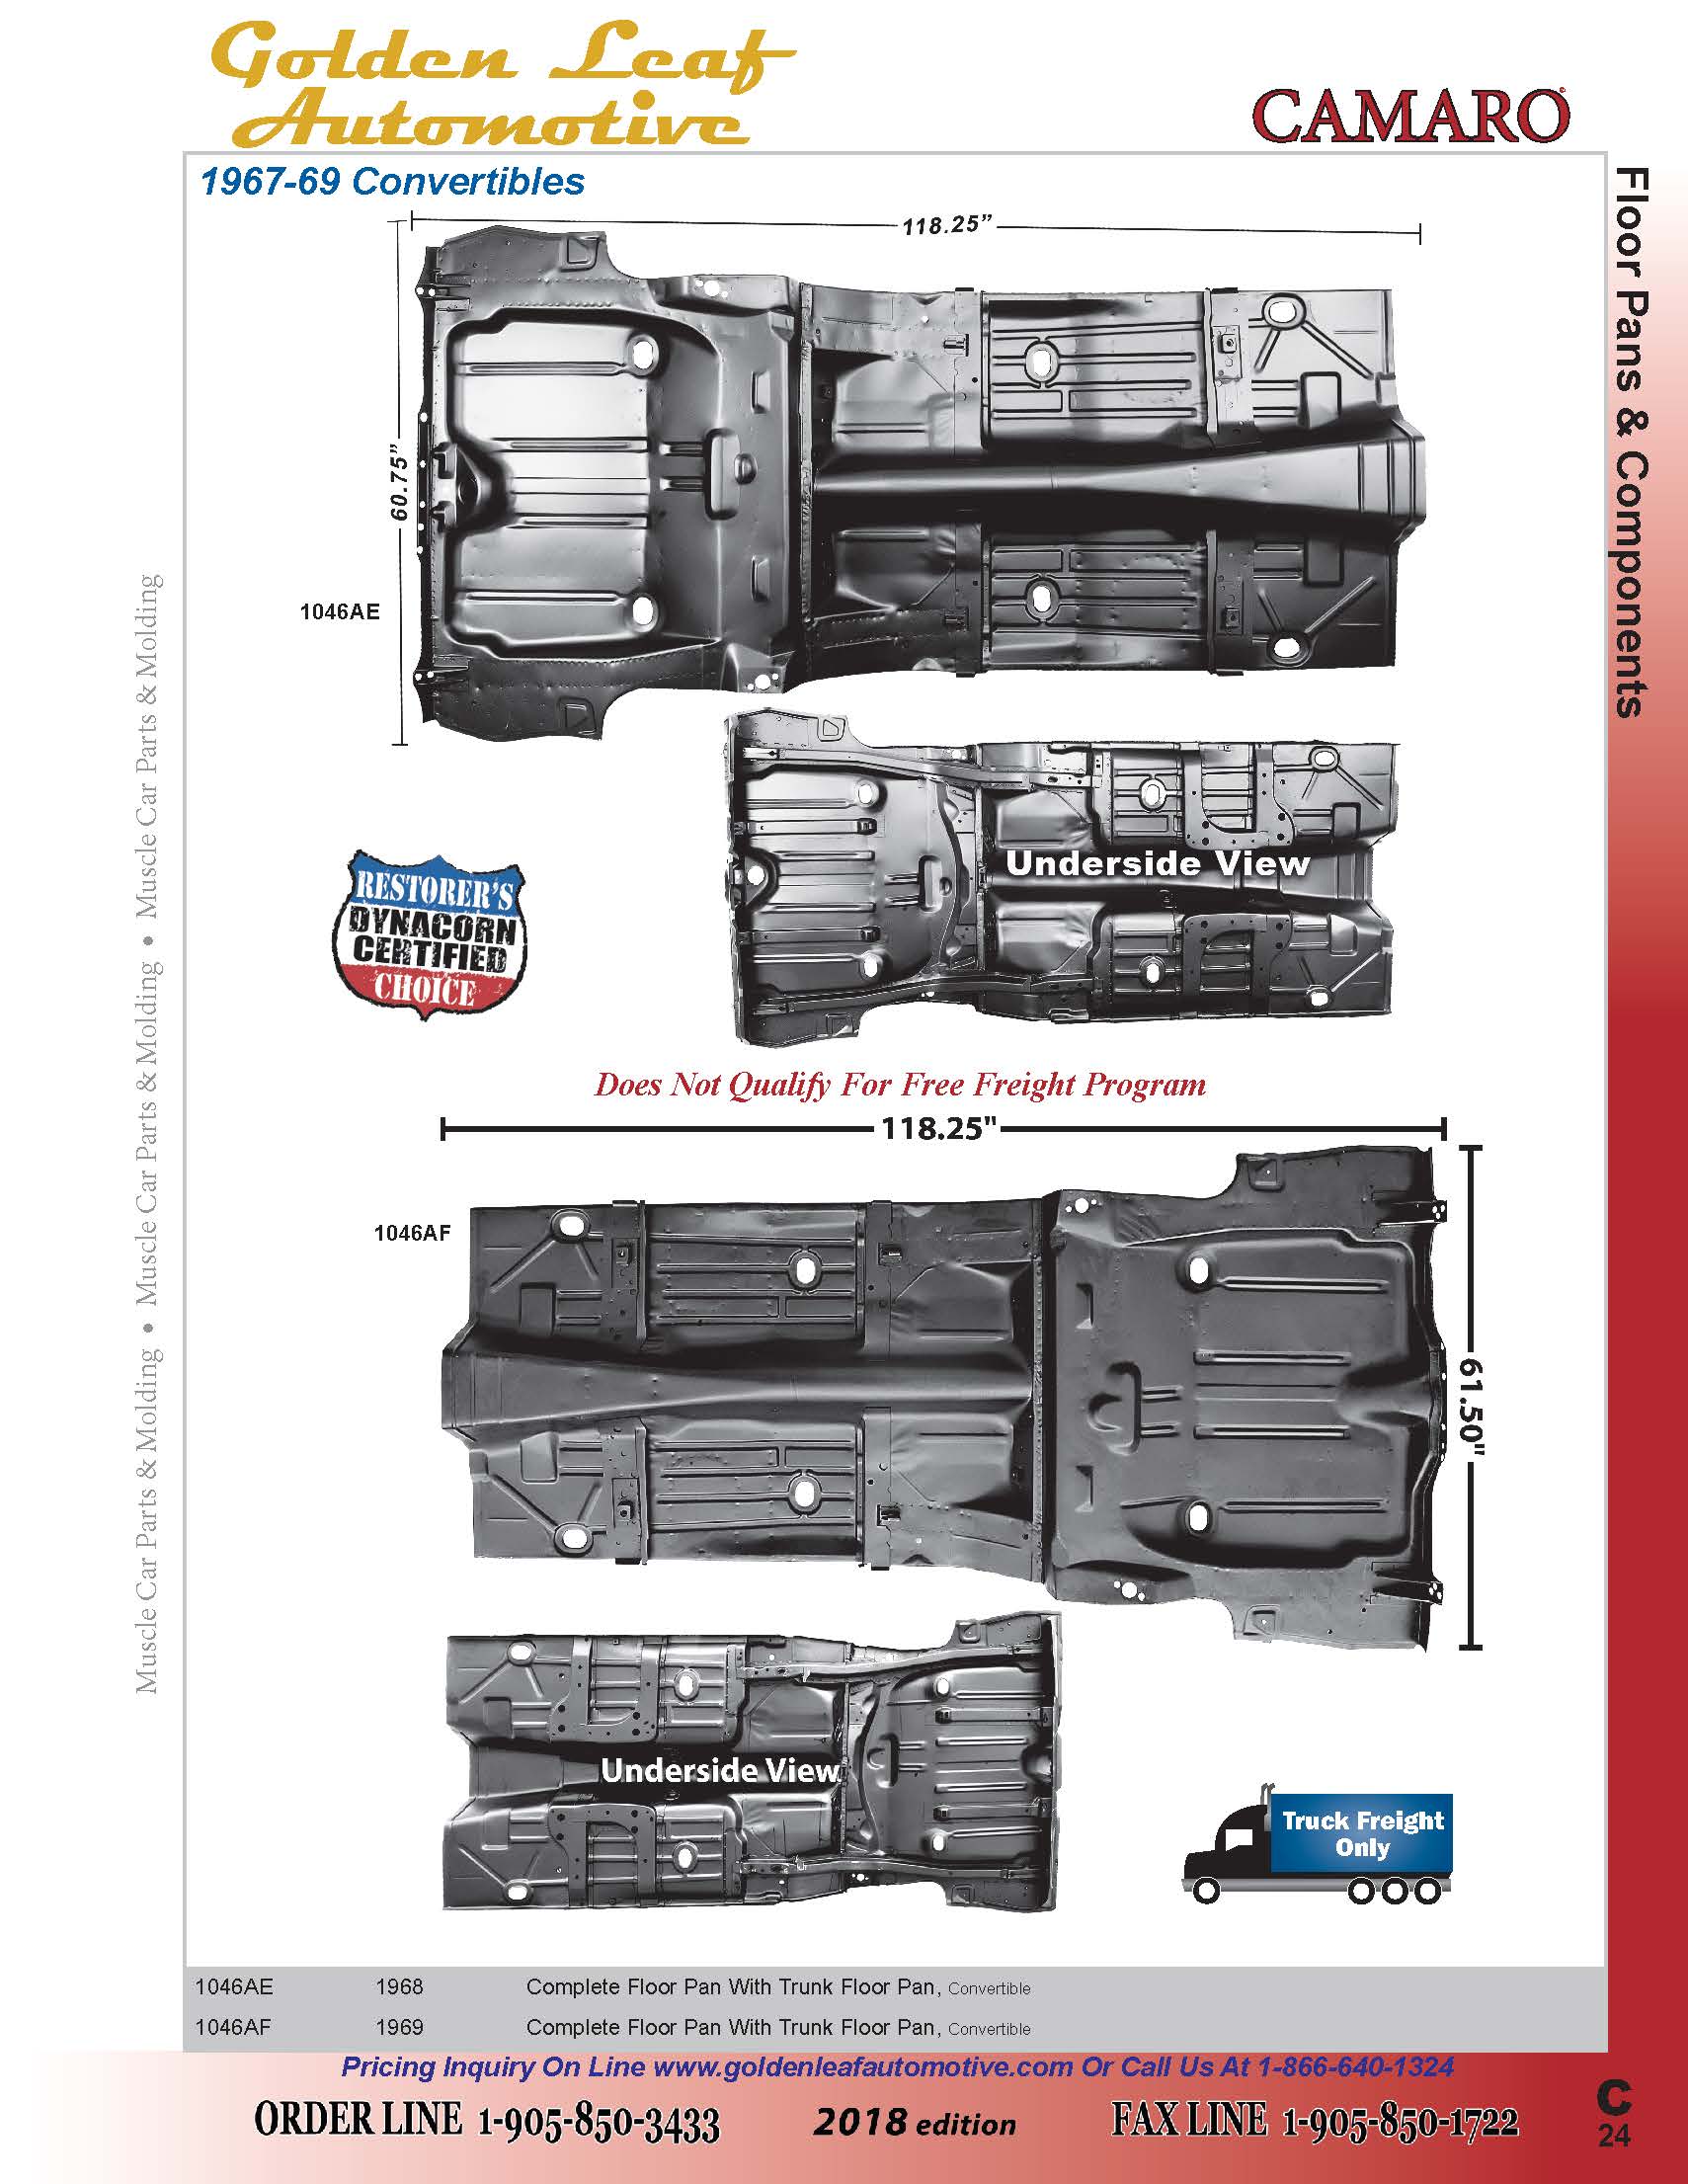 Golden Leaf
Automotive
CAMARO®
1967-69 Convertibles
Floor Pans & Components
118.25”
60.75”
1046AE
Underside View
RESTORER'S
DYNACORN
CERTIFIED
CHOICE
Muscle Car Parts & Molding • Muscle Car Parts & Molding • Muscle Car Parts & Molding
Does Not Qualify For Free Freight Program
118.25"
1046AF
61.50"
Underside View
Truck Freight
Only
1046AE 1968 Complete Floor Pan With Trunk Floor Pan, Convertible
1046AF 1969 Complete Floor Pan With Trunk Floor Pan, Convertible
Pricing Inquiry On Line www.goldenleafautomotive.com Or Call Us At 1-866-640-1324
ORDER LINE 1-905-850-3433 2018 edition FAX LINE 1-905-850-1722
C
24